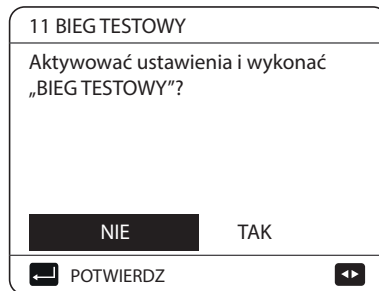 11 BIEG TESTOWY
Aktywować ustawienia i wykonać
„BIEG TESTOWY”?
NIE TAK
POTWIERDZ